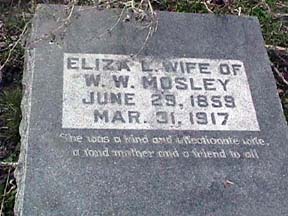 ELIZA L. WIFE OF
W. W. MOSLEY
JUNE 29, 1859
MAR. 31, 1917
She was a kind and affectionate wife
a fond mother and a friend to all